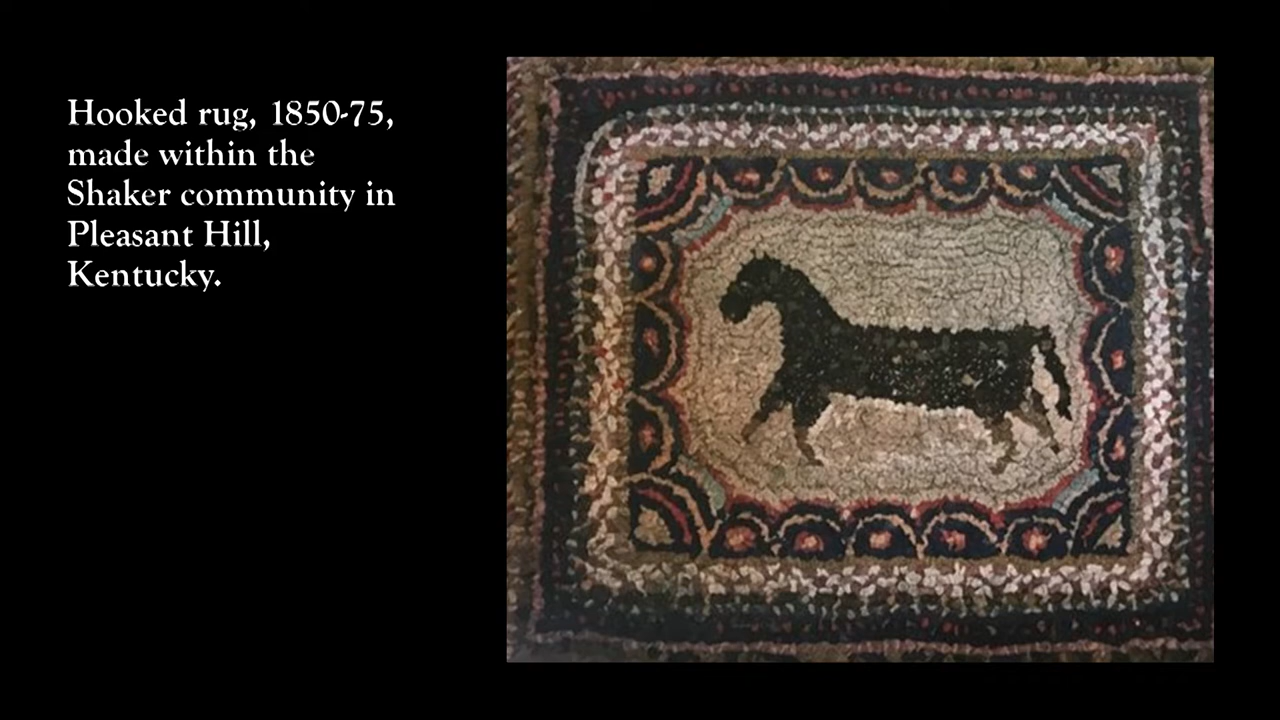 Hooked rug, 1850-75,
made within the
Shaker community in
Pleasant Hill,
Kentucky.